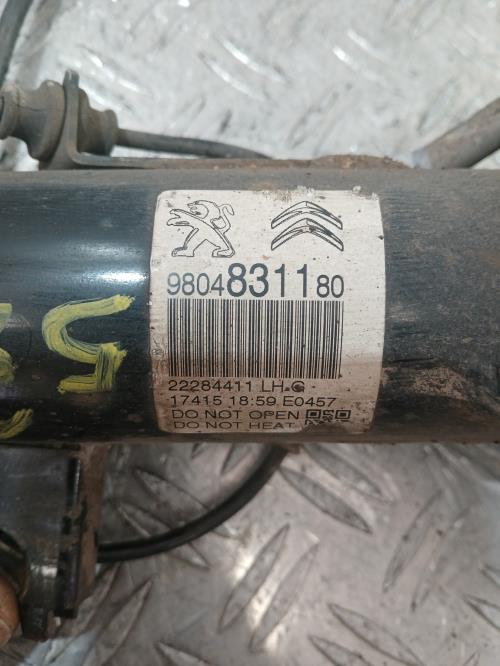 9804831180
22284411 LH-G
17415 18:59 E0457
DO NOT OPEN
DO NOT HEAT